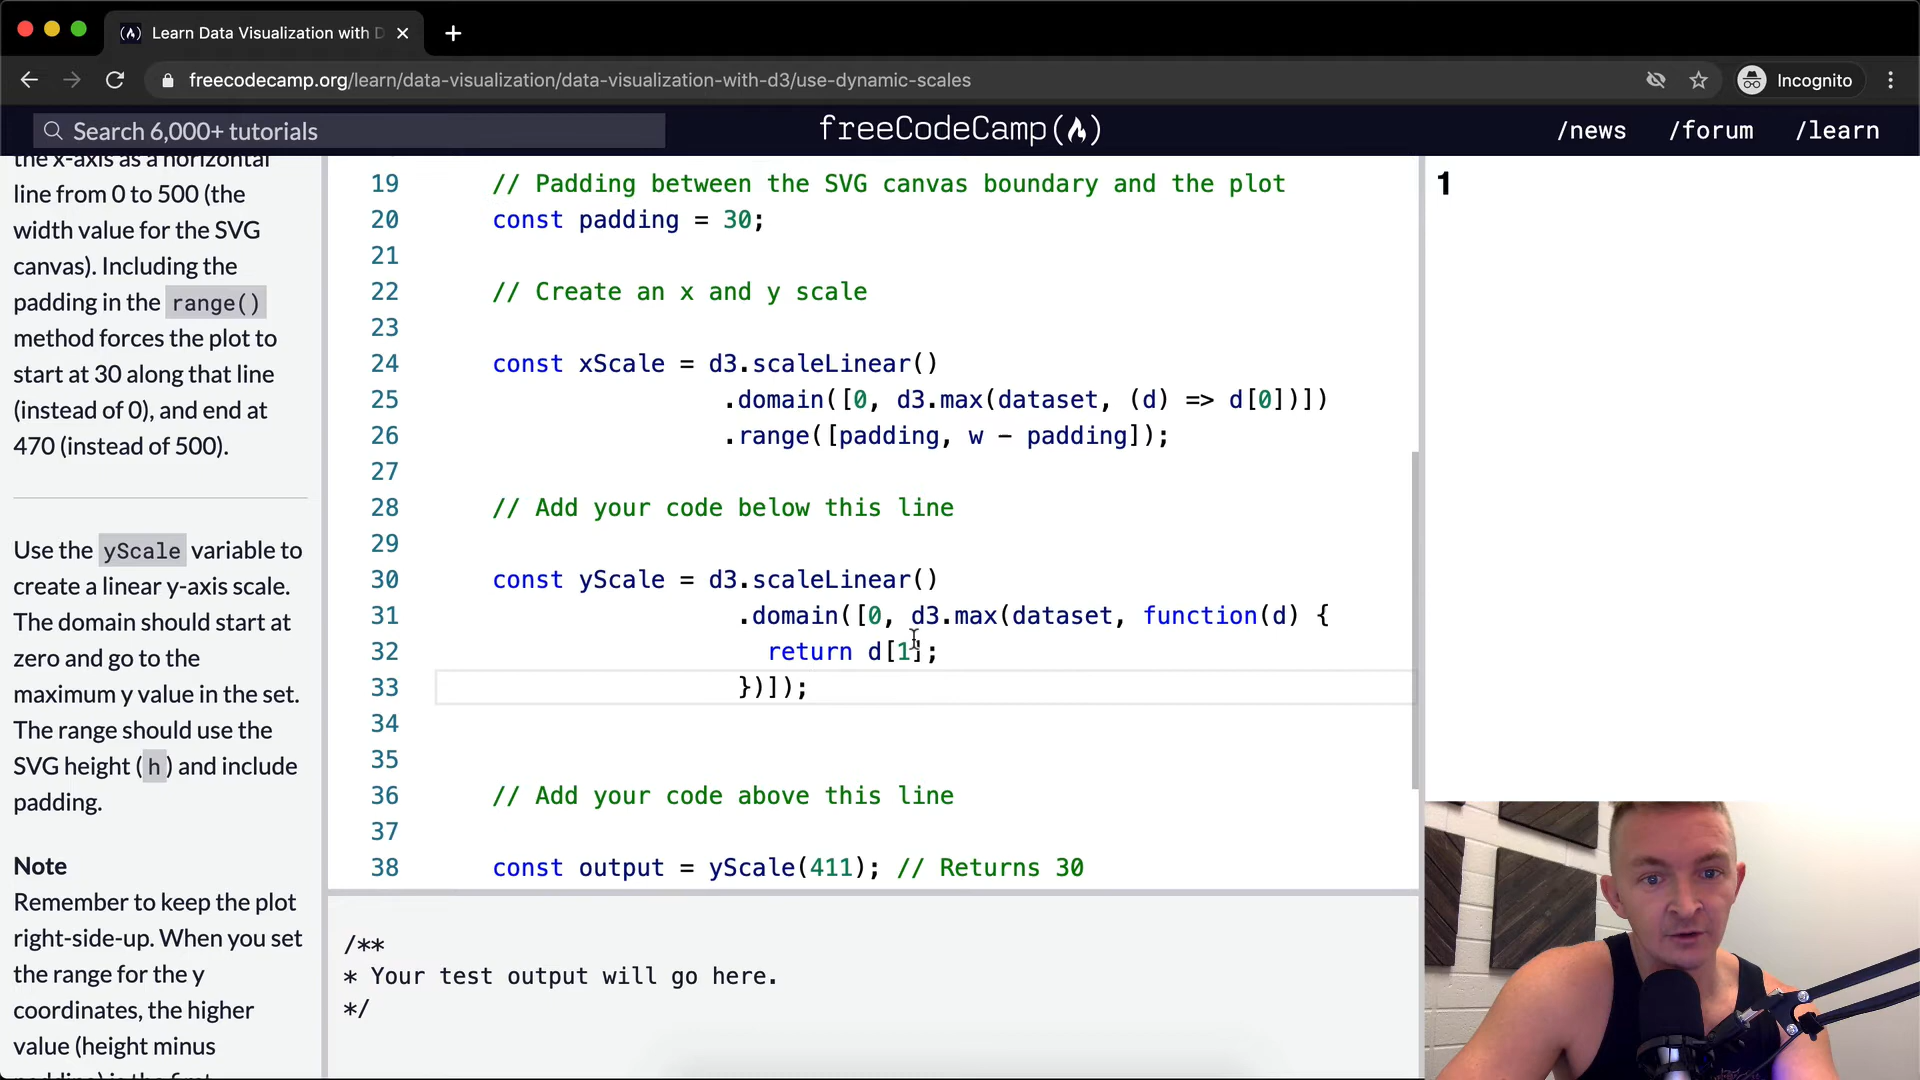 Learn Data Visualization with D
freecodecamp.org/learn/data-visualization/data-visualization-with-d3/use-dynamic-scales
Incognito
Search 6,000+ tutorials
freeCodeCamp
/news
/forum
/learn
the x-axis as a horizontal
line from 0 to 500 (the
width value for the SVG
canvas). Including the
padding in the range()
method forces the plot to
start at 30 along that line
(instead of 0), and end at
470 (instead of 500).
Use the yScale variable to
create a linear y-axis scale.
The domain should start at
zero and go to the
maximum y value in the set.
The range should use the
SVG height (h) and include
padding.
Note
Remember to keep the plot
right-side-up. When you set
the range for the y
coordinates, the higher
value (height minus
19 // Padding between the SVG canvas boundary and the plot
20 const padding = 30;
21
22 // Create an x and y scale
23
24 const xScale = d3.scaleLinear()
25 .domain([0, d3.max(dataset, (d) => d[0])])
26 .range([padding, w - padding]);
27
28 // Add your code below this line
29
30 const yScale = d3.scaleLinear()
31 .domain([0, d3.max(dataset, function(d) {
32 return d[1];
33 })]);
34
35
36 // Add your code above this line
37
38 const output = yScale(411); // Returns 30
/**
* Your test output will go here.
*/
1